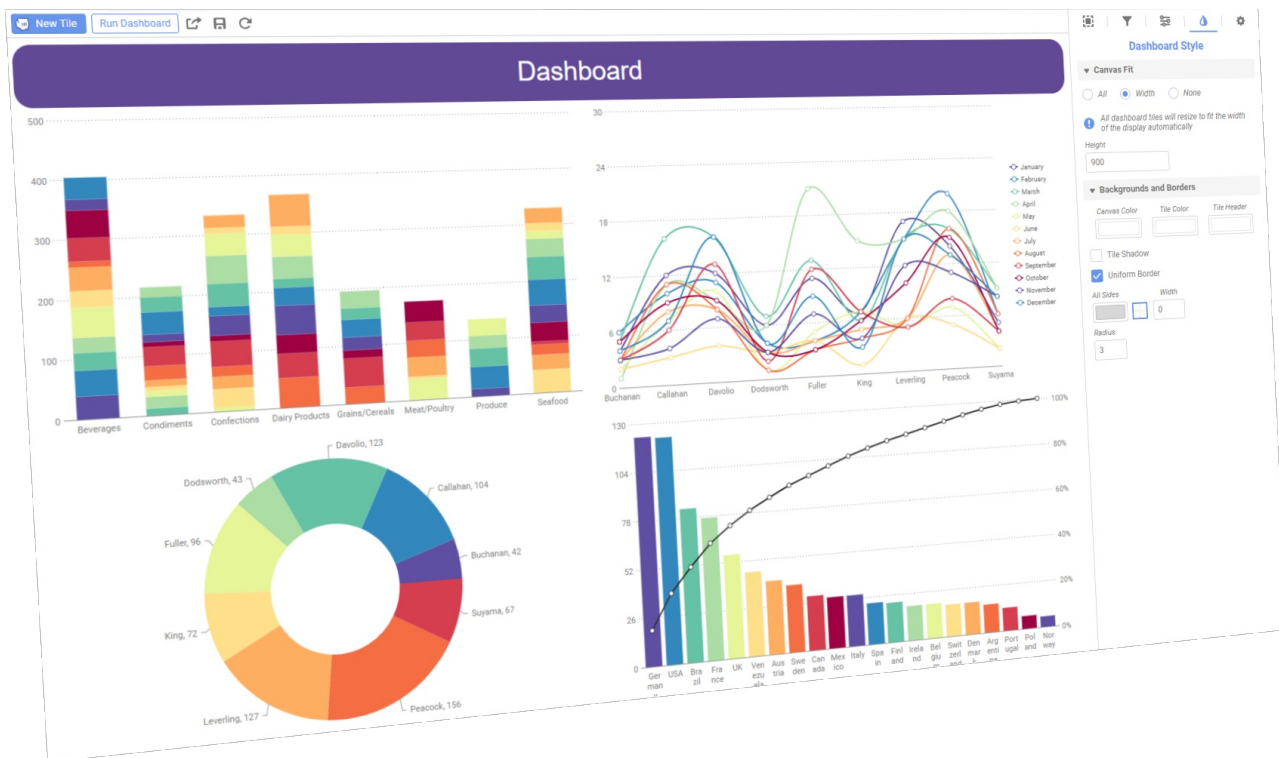 New Tile
Run Dashboard
Dashboard
500
400
300
200
100
0
Beverages
Condiments
Confections
Dairy Products
Grains/Cereals
Meat/Poultry
Produce
Seafood
30
24
18
12
6
0
Buchanan
Callahan
Davolio
Dodsworth
Fuller
King
Leverling
Peacock
Suyama
January
February
March
April
May
June
July
August
September
October
November
December
Davolio, 123
Dodsworth, 43
Callahan, 104
Fuller, 96
Buchanan, 42
King, 72
Suyama, 67
Leverling, 127
Peacock, 156
130
104
78
52
26
0
100%
80%
60%
40%
20%
0%
Ger
man
USA
Bra
zil
Fra
nce
UK
Ven
ezu
Aus
tria
Swe
den
Can
ada
Mex
ico
Italy
Spa
in
Finl
and
Irela
nd
Bel
giu
Swit
zerl
Den
mar
Arg
enti
Port
ugal
Pol
and
Nor
way
Dashboard Style
Canvas Fit
All
Width
None
All dashboard tiles will resize to fit the width
of the display automatically
Height
900
Backgrounds and Borders
Canvas Color
Tile Color
Tile Header
Tile Shadow
Uniform Border
All Sides
Width
0
Radius
3